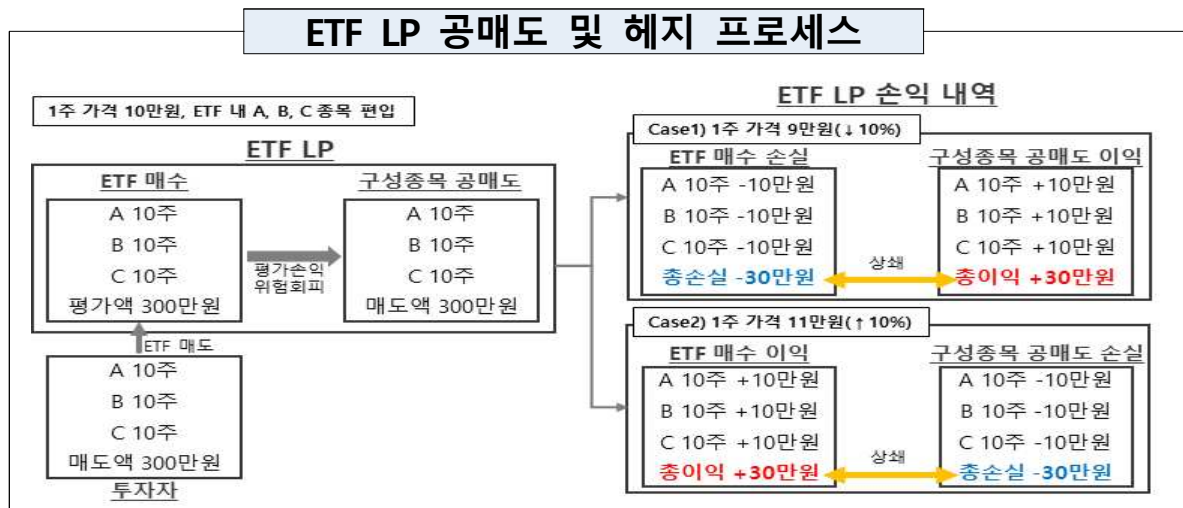 ETF LP 공매도 및 헤지 프로세스
1주 가격 10만원, ETF 내 A, B, C 종목 편입
ETF LP
ETF 매수
A 10주
B 10주
C 10주
평가액 300만원
평가손익
위험회피
구성종목 공매도
A 10주
B 10주
C 10주
매도액 300만원
ETF 매도
A 10주
B 10주
C 10주
매도액 300만원
투자자
ETF LP 손익 내역
Case1) 1주 가격 9만원(↓10%)
ETF 매수 손실
A 10주 -10만원
B 10주 -10만원
C 10주 -10만원
총손실 -30만원
상쇄
구성종목 공매도 이익
A 10주 +10만원
B 10주 +10만원
C 10주 +10만원
총이익 +30만원
Case2) 1주 가격 11만원(↑10%)
ETF 매수 이익
A 10주 +10만원
B 10주 +10만원
C 10주 +10만원
총이익 +30만원
상쇄
구성종목 공매도 손실
A 10주 -10만원
B 10주 -10만원
C 10주 -10만원
총손실 -30만원